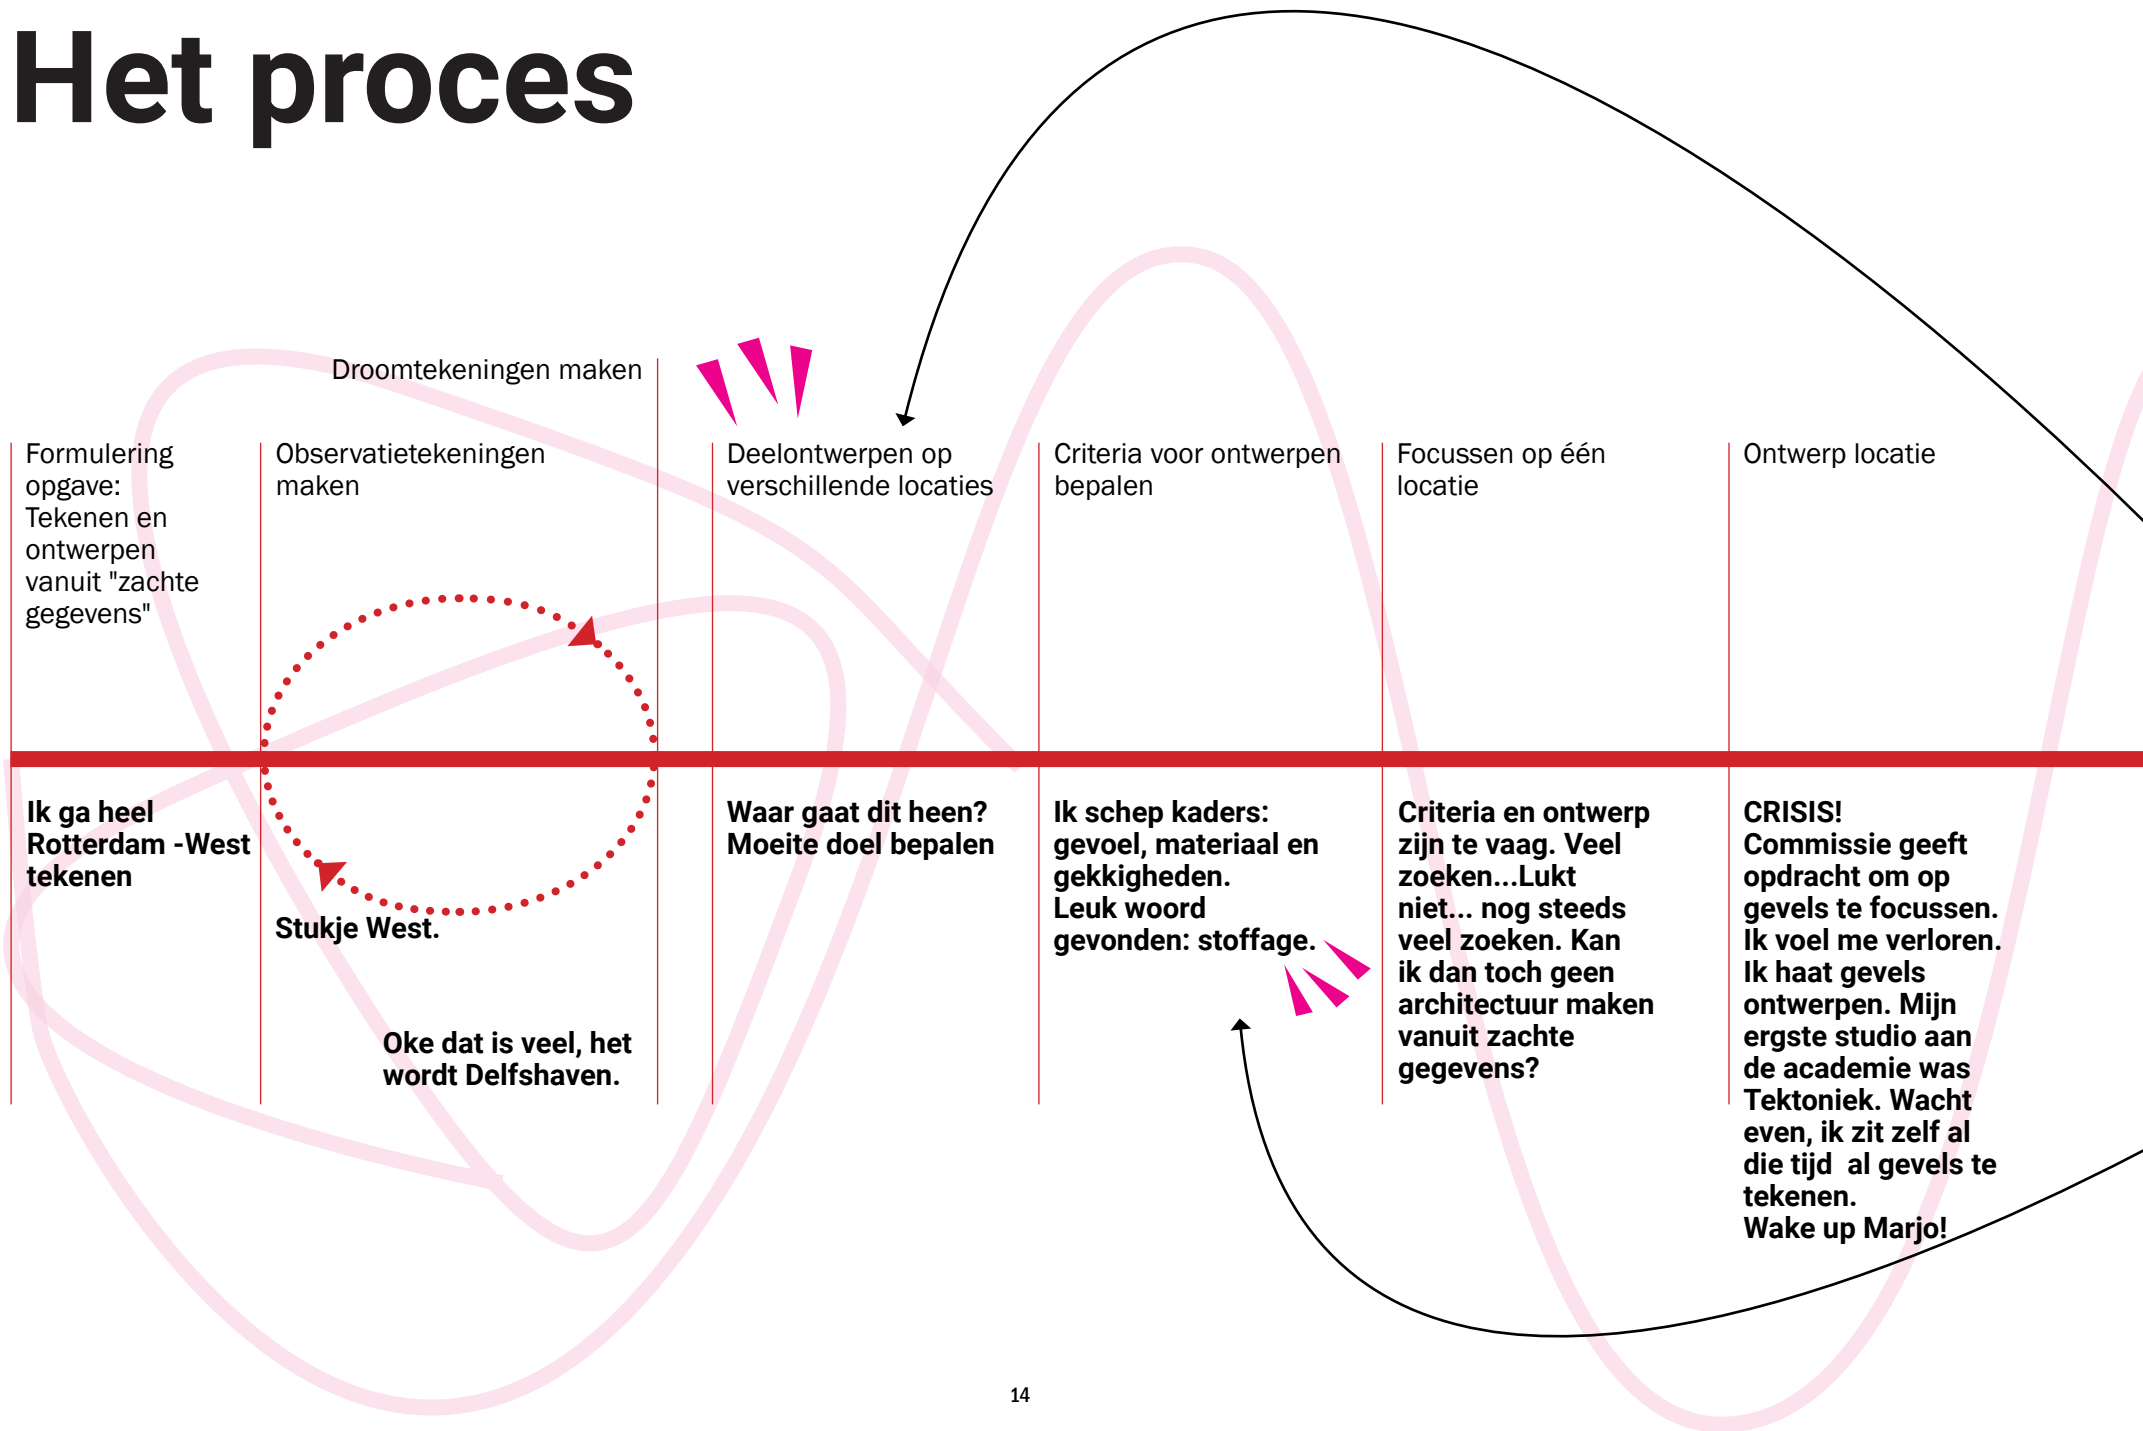 Het proces
Droomtekeningen maken
Formulering
opgave:
Tekenen en
ontwerpen
vanuit "zachte
gegevens"
Observatietekeningen
maken
Deelontwerpen op
verschillende locaties
Criteria voor ontwerpen
bepalen
Focussen op één
locatie
Ontwerp locatie
Ik ga heel
Rotterdam -West
tekenen
Stukje West.
Oke dat is veel, het
wordt Delfshaven.
Waar gaat dit heen?
Moeite doel bepalen
Ik schep kaders:
gevoel, materiaal en
gekkigheden.
Leuk woord
gevonden: stoffage.
Criteria en ontwerp
zijn te vaag. Veel
zoeken...Lukt
niet... nog steeds
veel zoeken. Kan
ik dan toch geen
architectuur maken
vanuit zachte
gegevens?
CRISIS!
Commissie geeft
opdracht om op
gevels te focussen.
Ik voel me verloren.
Ik haat gevels
ontwerpen. Mijn
ergste studio aan
de academie was
Tektoniek. Wacht
even, ik zit zelf al
die tijd  al gevels te
tekenen.
Wake up Marjo!
14